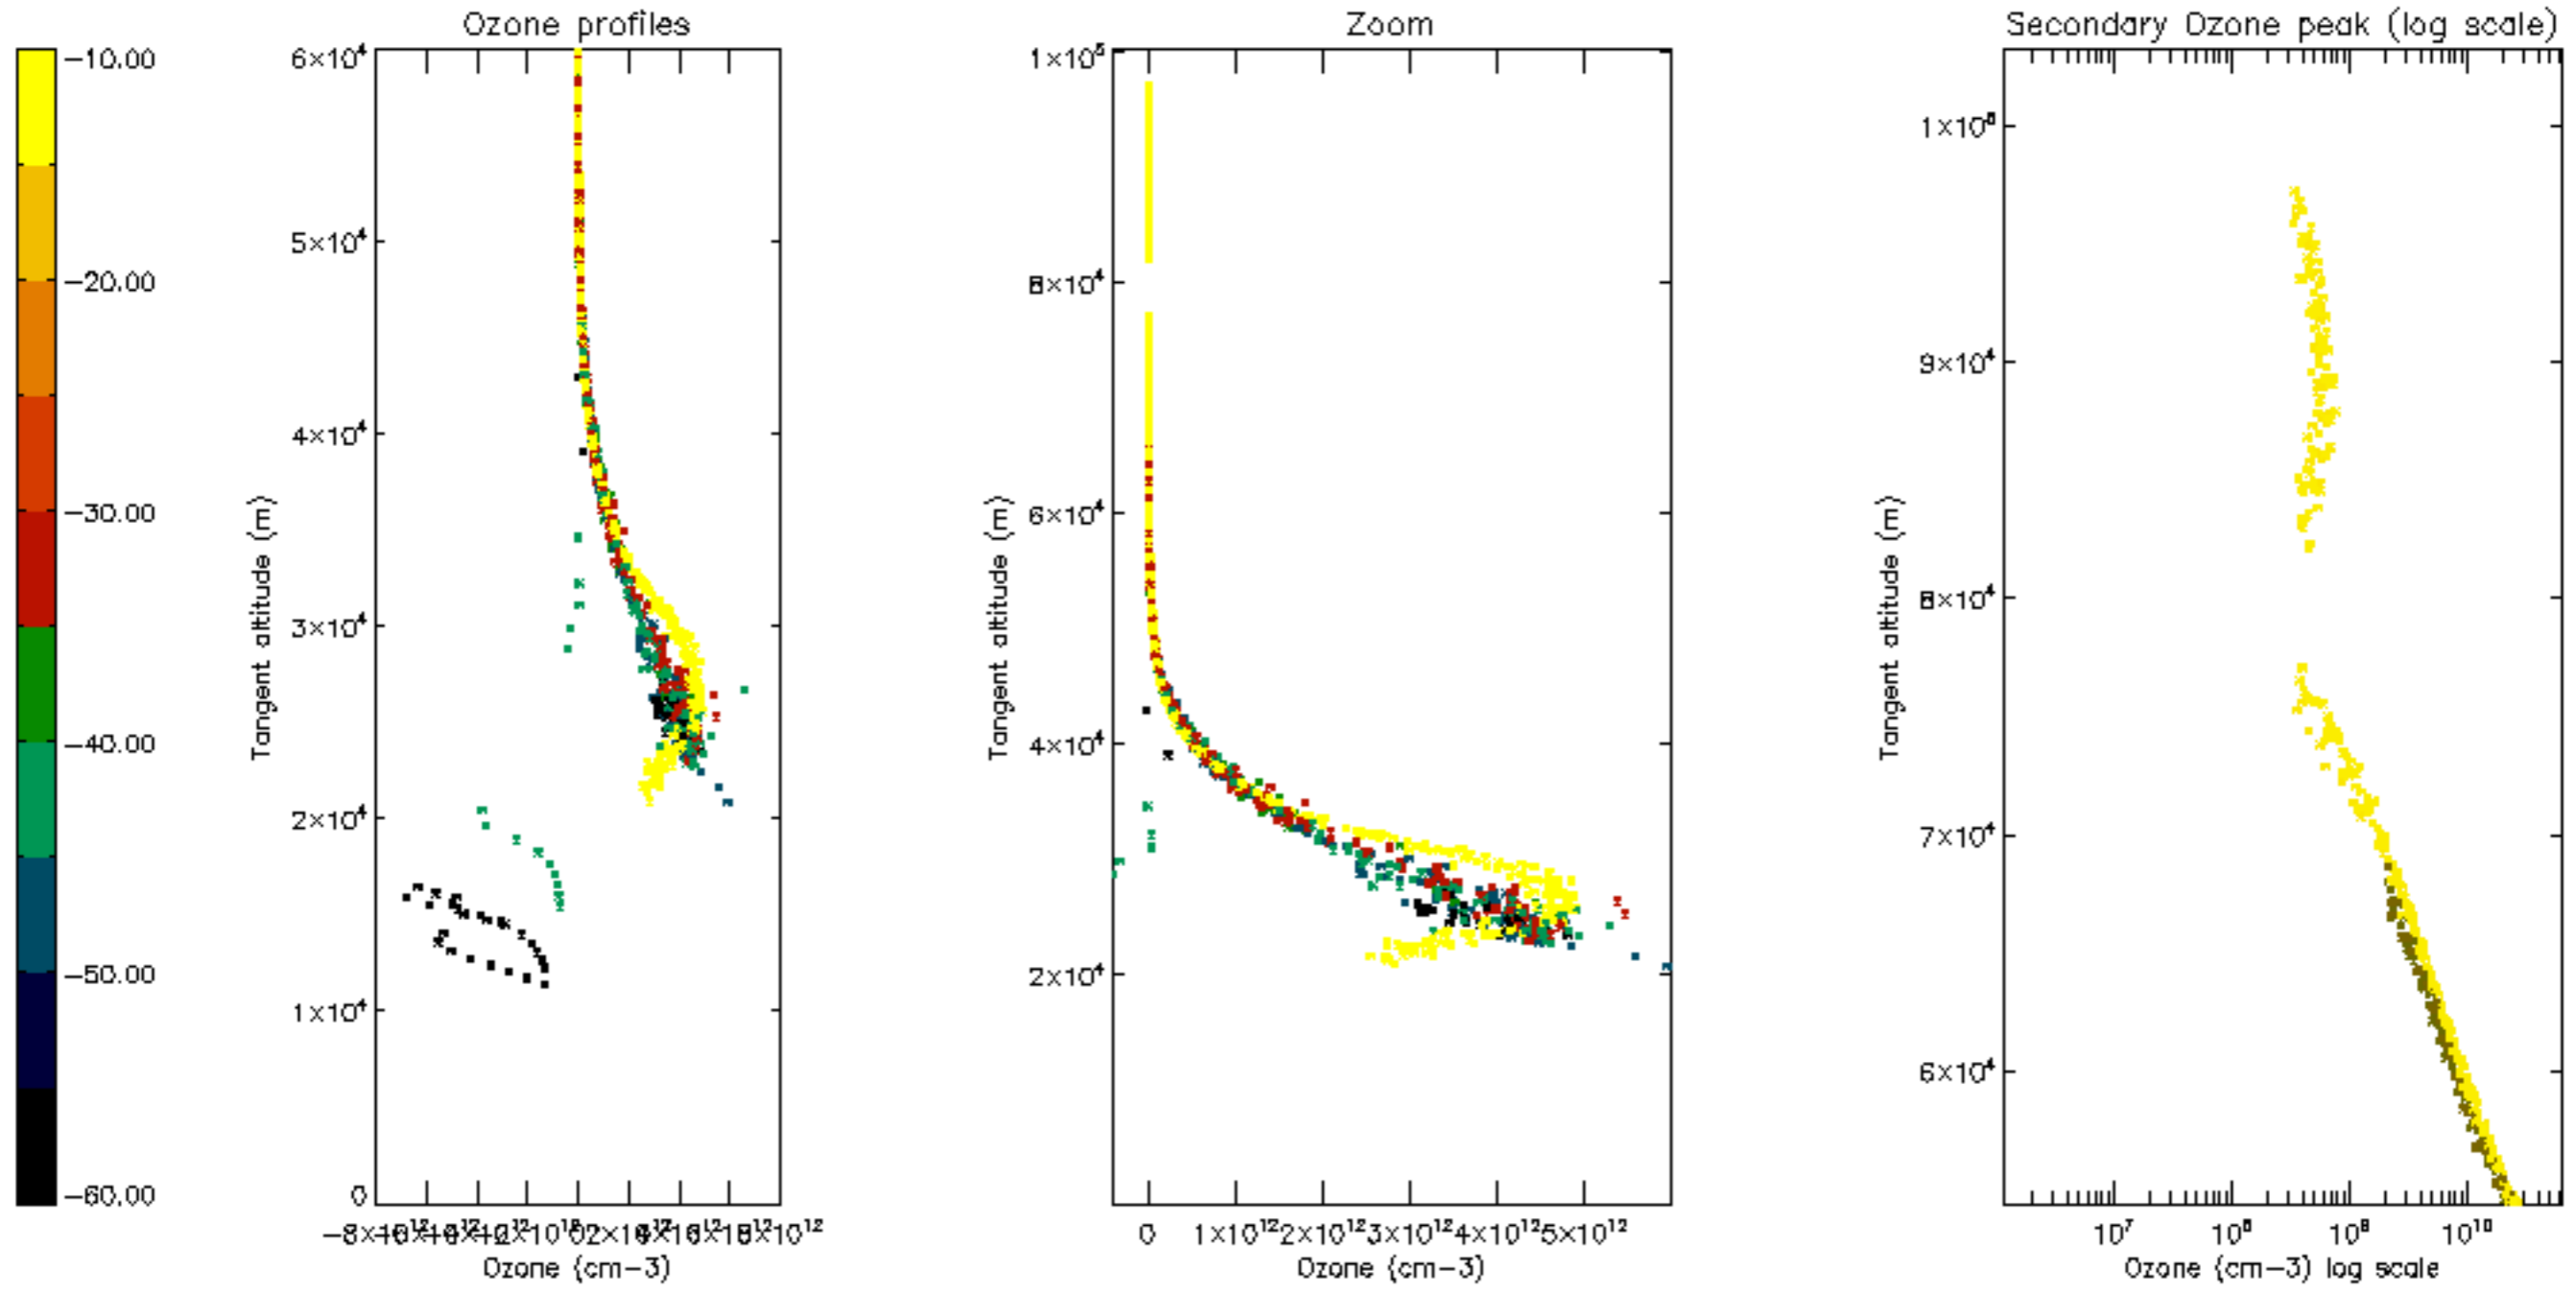 Ozone profiles
Zoom
Secondary Ozone peak (log scale)
-10.00
-20.00
-30.00
-40.00
-50.00
-60.00
6×10⁴
5×10⁴
4×10⁴
3×10⁴
2×10⁴
1×10⁴
0
Tangent altitude (m)
8×10¹²
Ozone (cm-3)
1×10⁵
8×10⁴
6×10⁴
4×10⁴
2×10⁴
Tangent altitude (m)
0 1×10¹² 2×10¹² 3×10¹² 4×10¹² 5×10¹²
Ozone (cm-3)
9×10⁴
8×10⁴
7×10⁴
6×10⁴
Tangent altitude (m)
10⁷ 10⁸ 10⁹ 10¹⁰
Ozone (cm-3) log scale